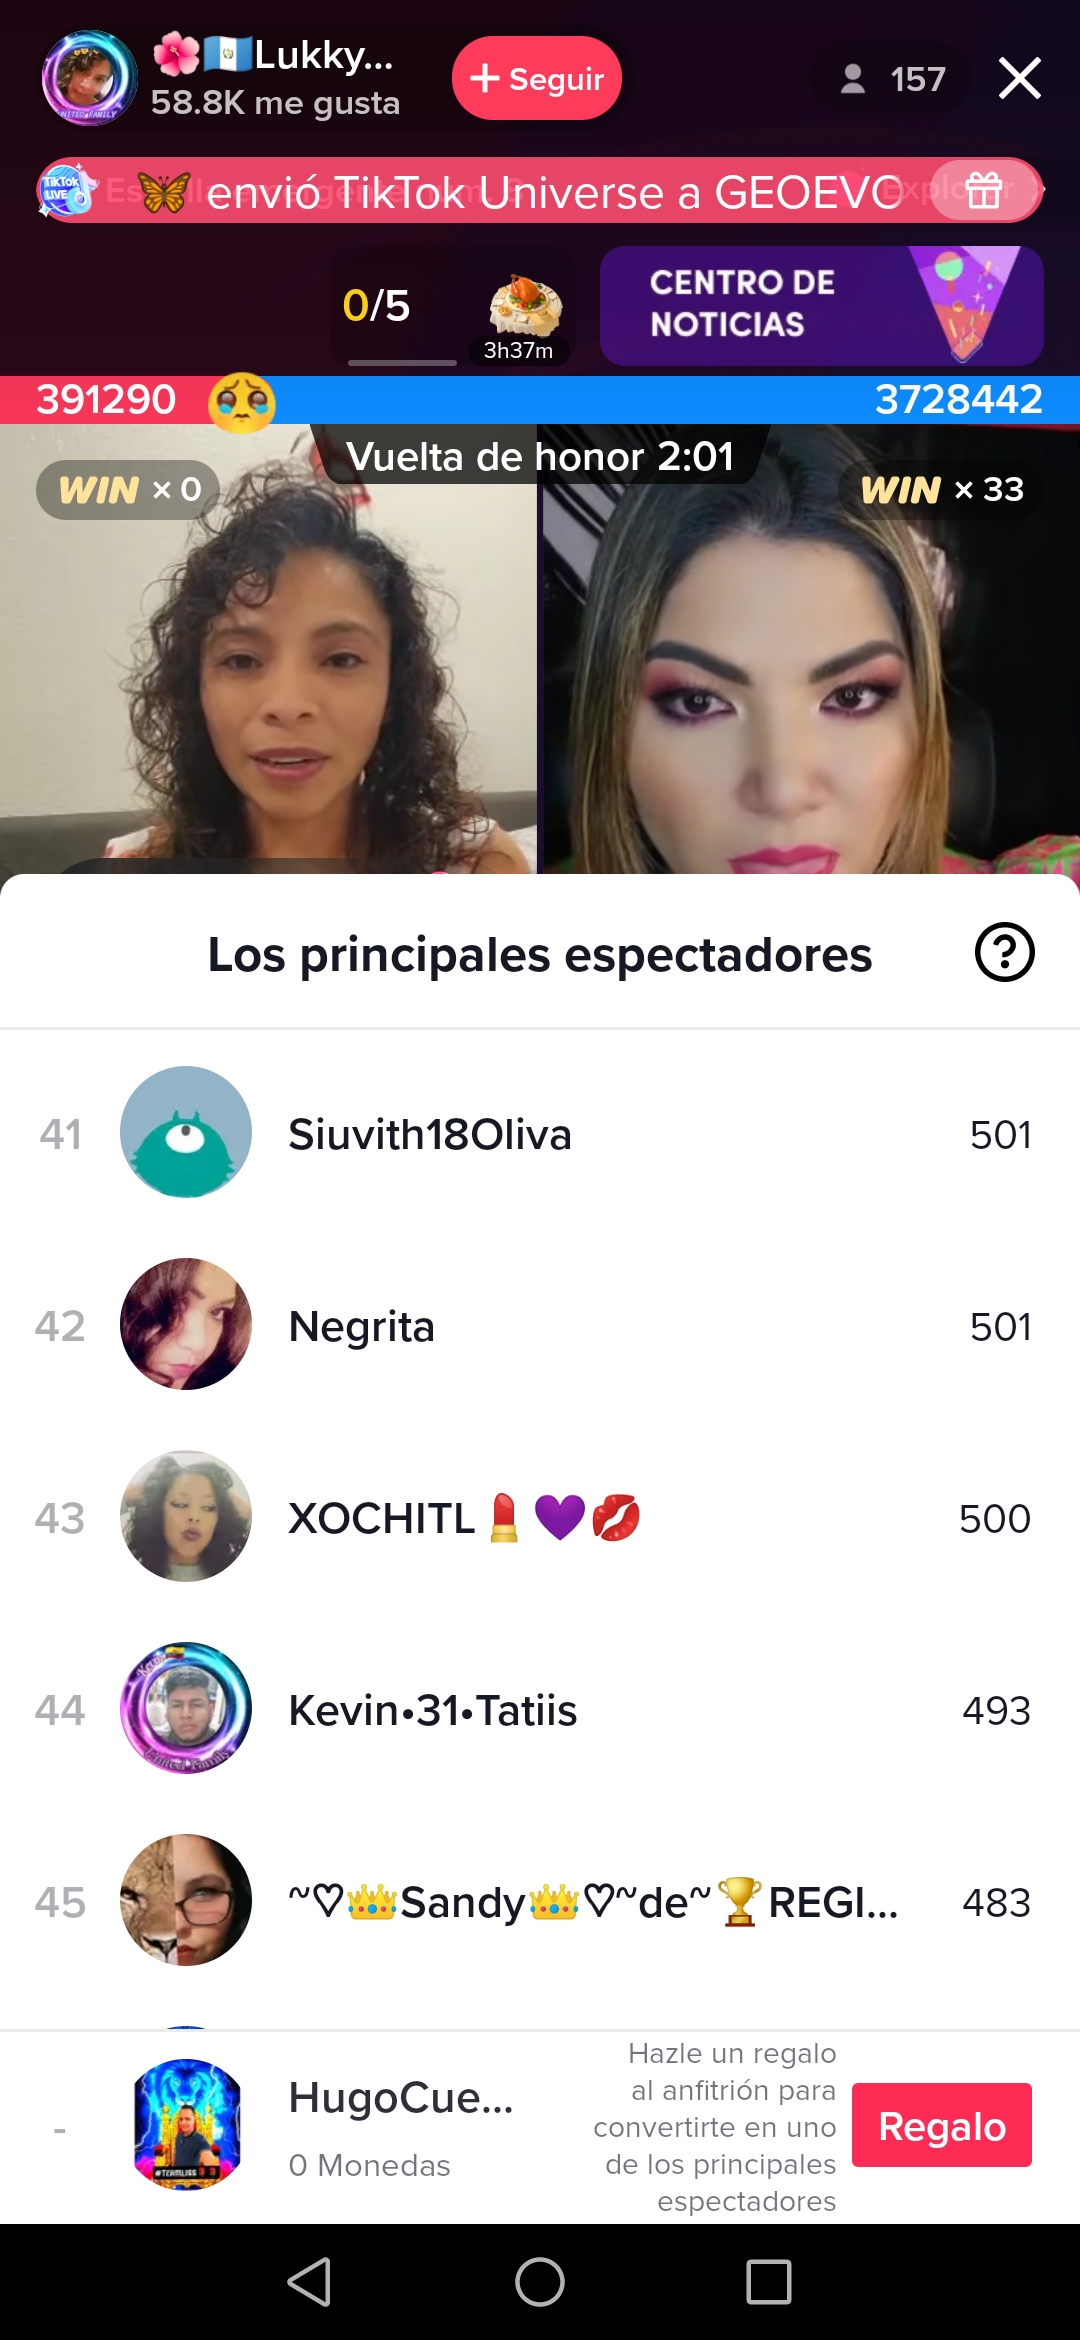 🌺🇬🇹Lukky...
58.8K me gusta
+ Seguir
157
TikTok LIVE
🦋 envió TikTok Universe a GEOEVO
0/5
3h37m
CENTRO DE
NOTICIAS
391290
3728442
Vuelta de honor 2:01
WIN × 0
WIN × 33
Los principales espectadores
41 Siuvith18Oliva 501
42 Negrita 501
43 XOCHITL💄💜💋 500
44 Kevin•31•Tatiis 493
45 ~♡👑Sandy👑♡~de~🏆REGI... 483
-
HugoCue...
0 Monedas
#TEAMLISS
Hazle un regalo
al anfitrión para
convertirte en uno
de los principales
espectadores
Regalo